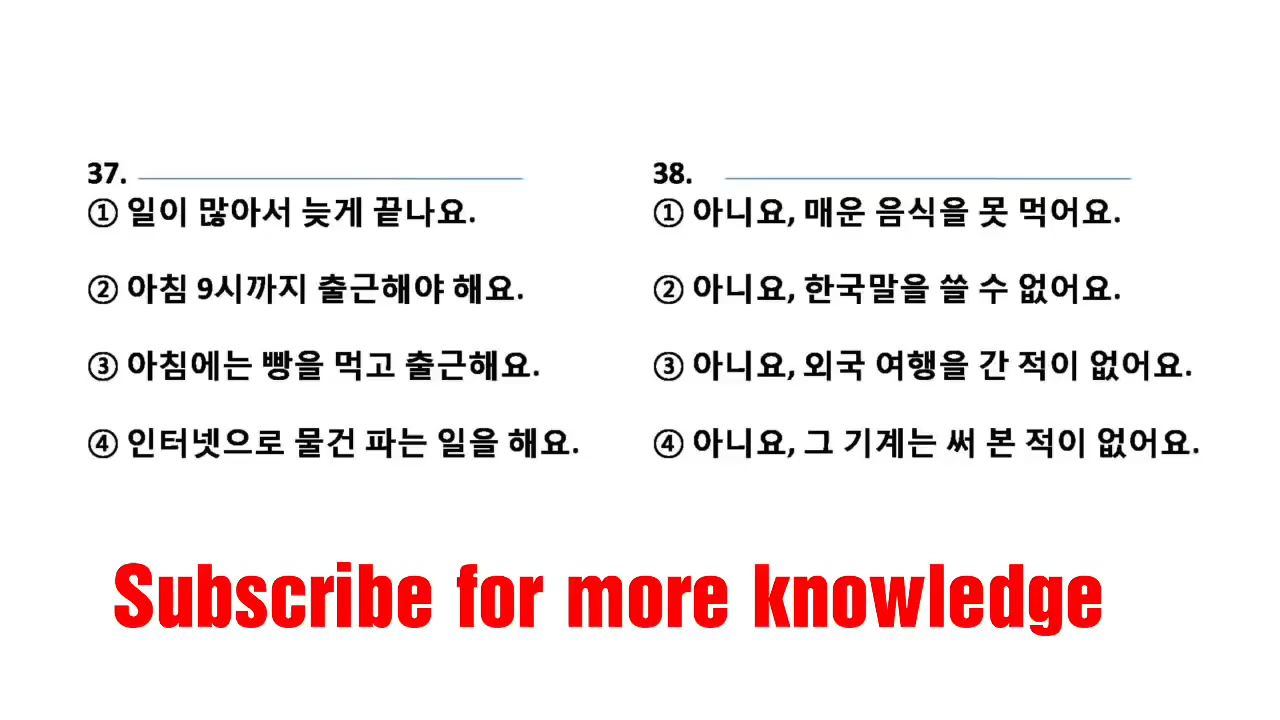 37.
① 일이 많아서 늦게 끝나요.
② 아침 9시까지 출근해야 해요.
③ 아침에는 빵을 먹고 출근해요.
④ 인터넷으로 물건 파는 일을 해요.
38.
① 아니요, 매운 음식을 못 먹어요.
② 아니요, 한국말을 쓸 수 없어요.
③ 아니요, 외국 여행을 간 적이 없어요.
④ 아니요, 그 기계는 써 본 적이 없어요.
Subscribe for more knowledge